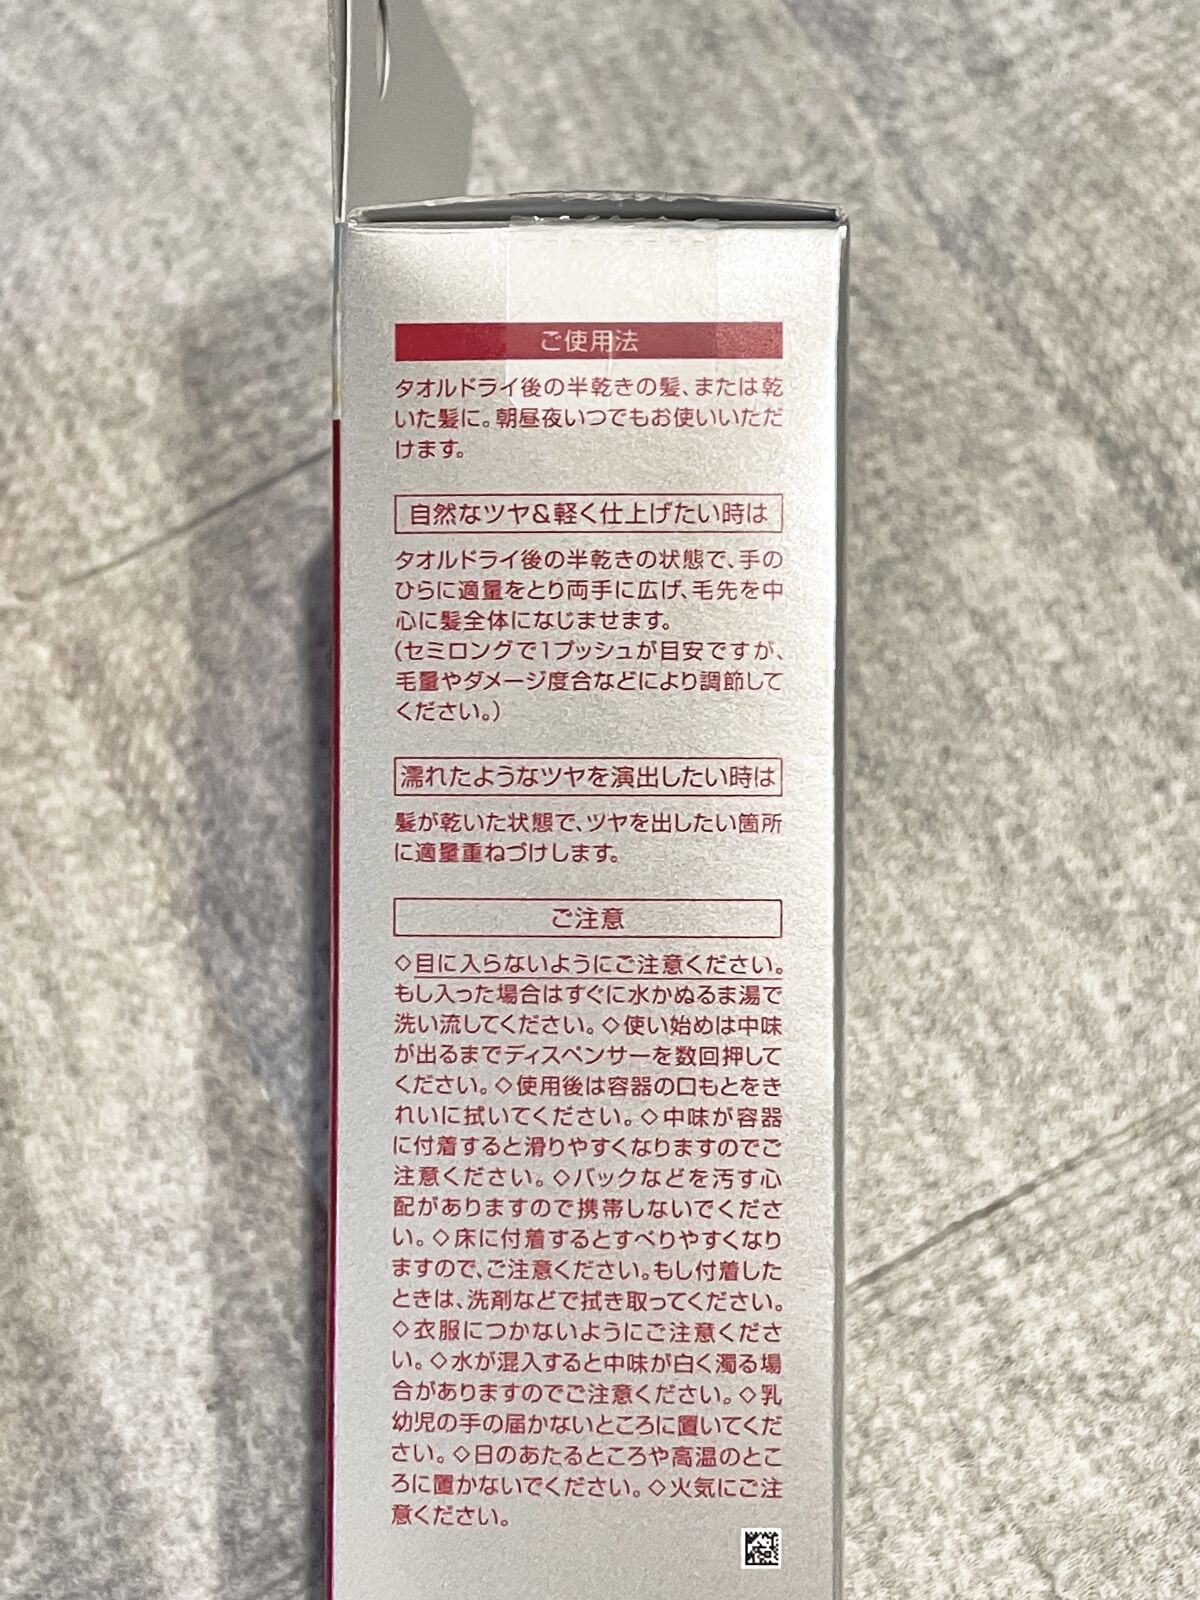 ご使用法
タオルドライ後の半乾きの髪、または乾
いた髪に。朝昼夜いつでもお使いいただ
けます。
自然なツヤ&軽く仕上げたい時は
タオルドライ後の半乾きの状態で、手の
ひらに適量をとり両手に広げ、毛先を中
心に髪全体になじませます。
(セミロングで1プッシュが目安ですが、
毛量やダメージ度合などにより調節して
ください。)
濡れたようなツヤを演出したい時は
髪が乾いた状態で、ツヤを出したい箇所
に適量重ねづけします。
ご注意
◇目に入らないようにご注意ください。
もし入った場合はすぐに水かぬるま湯で
洗い流してください。◇使い始めは中味
が出るまでディスペンサーを数回押して
ください。◇使用後は容器の口もとをき
れいに拭いてください。◇中味が容器
に付着すると滑りやすくなりますのでご
注意ください。◇バックなどを汚す心
配がありますので携帯しないでくださ
い。◇床に付着するとすべりやすくなり
ますので、ご注意ください。もし付着した
ときは、洗剤などで拭き取ってください。
◇衣服につかないようにご注意くださ
い。◇水が混入すると中味が白く濁る場
合がありますのでご注意ください。◇乳
幼児の手の届かないところに置いてくだ
さい。◇日のあたるところや高温のとこ
ろに置かないでください。◇火気にご注
意ください。